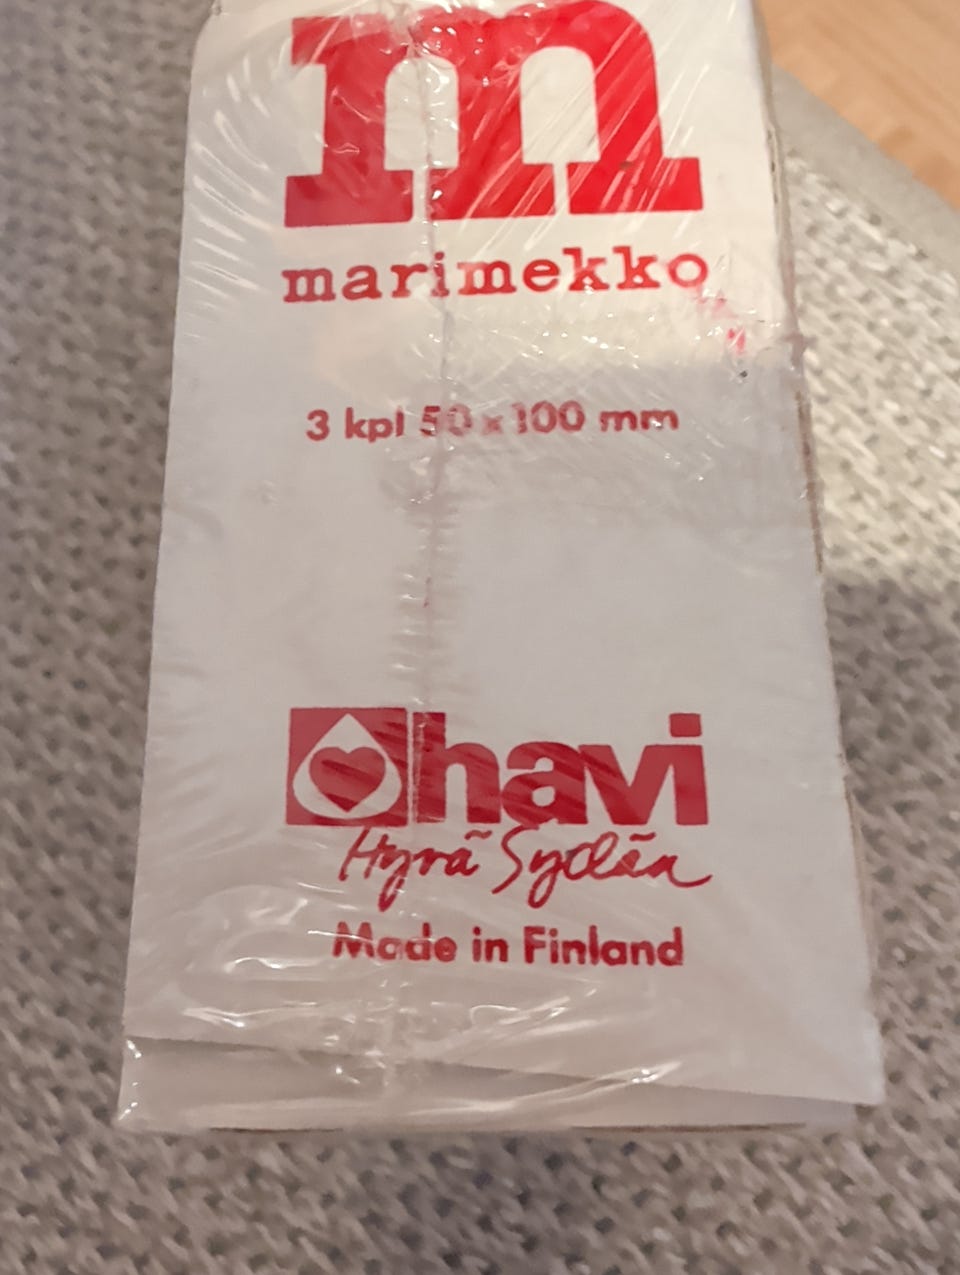 m
marimekko
3 kpl 50 x 100 mm
havi
Hyvä Sydän
Made in Finland